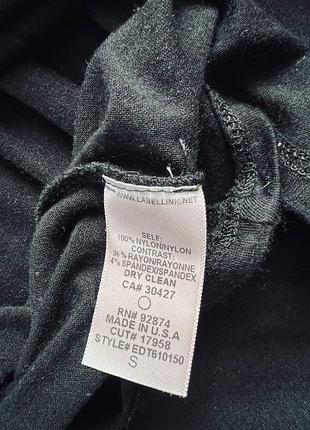 WWW.LABELLINK.NET
SELF:
100% NYLON/NYLON
CONTRAST:
96% RAYON/RAYONNE
4% SPANDEX/SPANDEX
DRY CLEAN
CA# 30427
RN# 92874
MADE IN U.S.A
CUT# 17958
STYLE# EDT610150
S